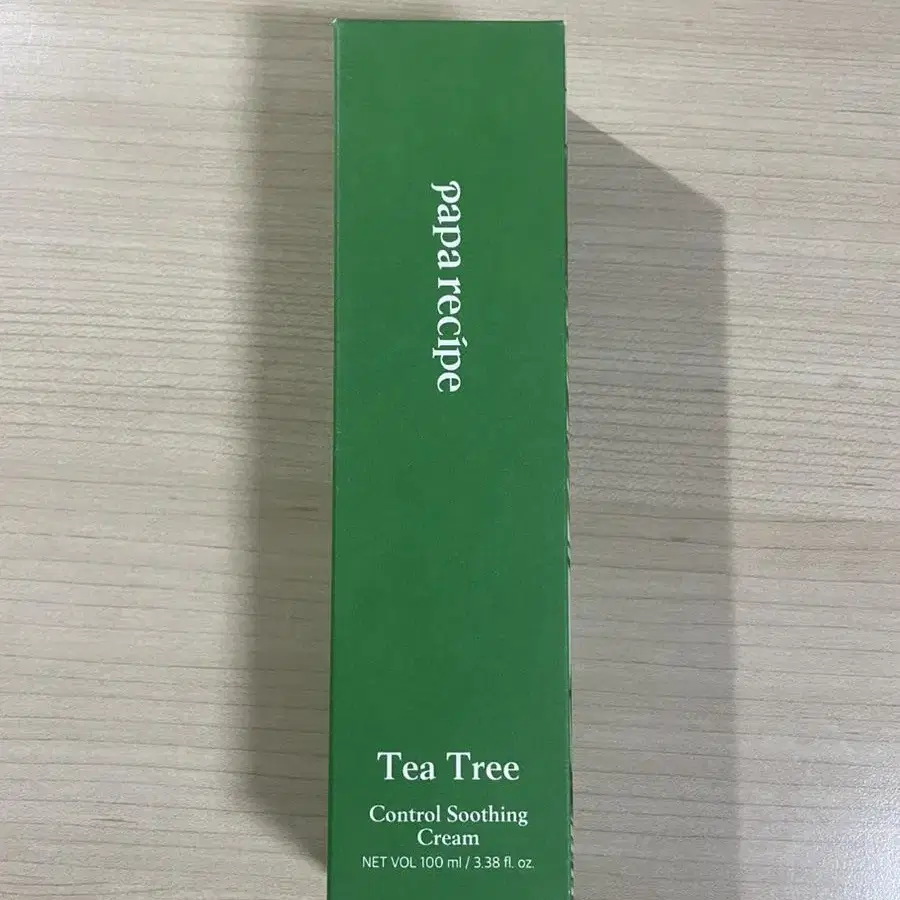 papa recipe
Tea Tree
Control Soothing
Cream
NET VOL 100 ml / 3.38 fl. oz.